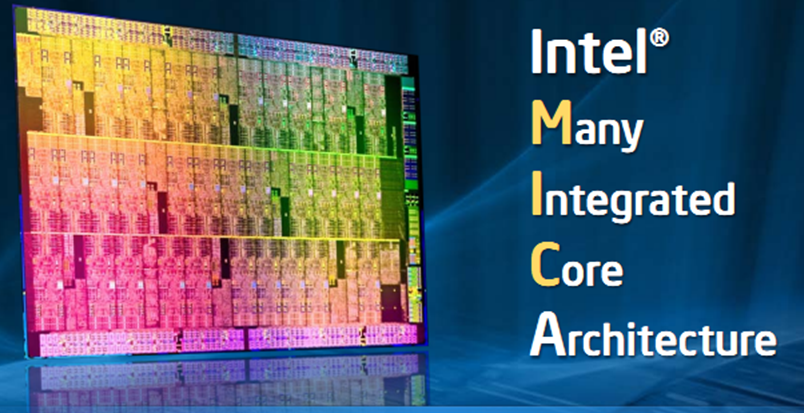 Intel®
Many
Integrated
Core
Architecture